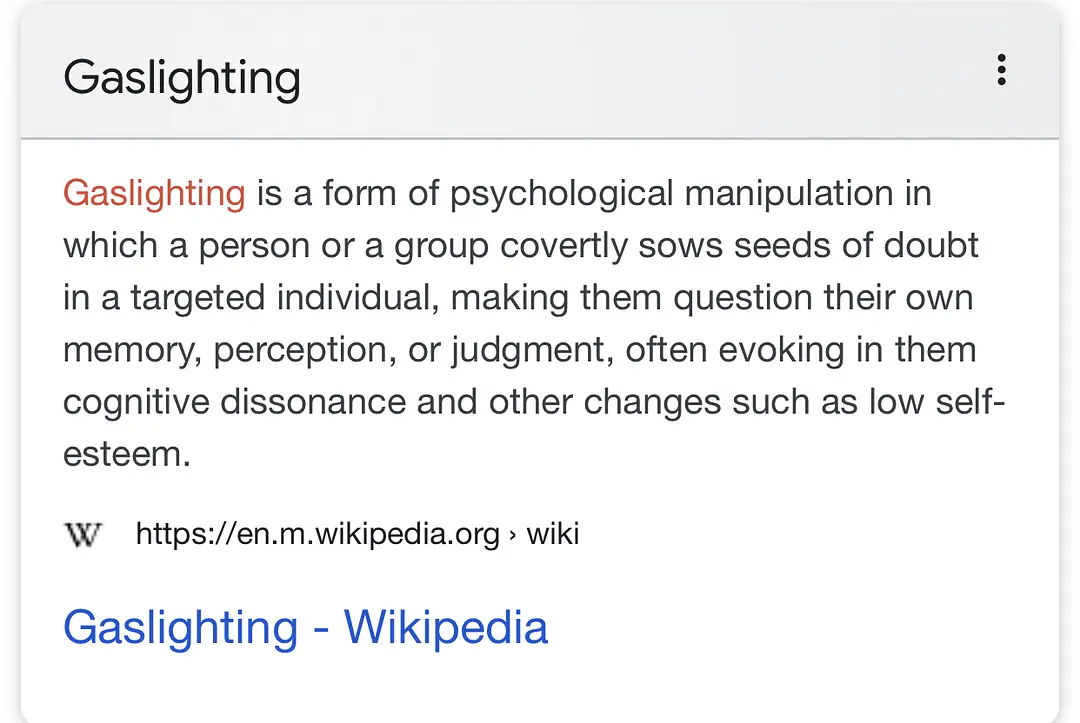 Gaslighting
Gaslighting is a form of psychological manipulation in
which a person or a group covertly sows seeds of doubt
in a targeted individual, making them question their own
memory, perception, or judgment, often evoking in them
cognitive dissonance and other changes such as low self-
esteem.
W https://en.m.wikipedia.org › wiki
Gaslighting - Wikipedia